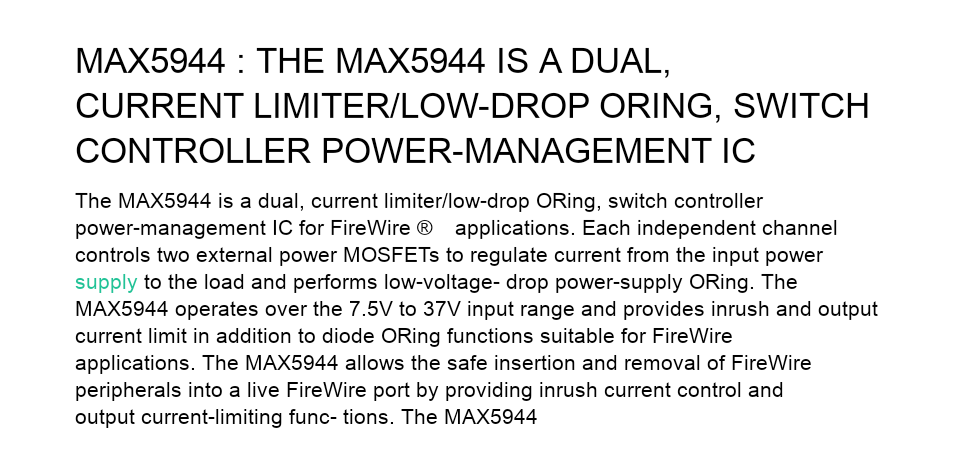 MAX5944 : THE MAX5944 IS A DUAL,
CURRENT LIMITER/LOW-DROP ORING, SWITCH
CONTROLLER POWER-MANAGEMENT IC
The MAX5944 is a dual, current limiter/low-drop ORing, switch controller
power-management IC for FireWire ® applications. Each independent channel
controls two external power MOSFETs to regulate current from the input power
supply to the load and performs low-voltage- drop power-supply ORing. The
MAX5944 operates over the 7.5V to 37V input range and provides inrush and output
current limit in addition to diode ORing functions suitable for FireWire
applications. The MAX5944 allows the safe insertion and removal of FireWire
peripherals into a live FireWire port by providing inrush current control and
output current-limiting func- tions. The MAX5944